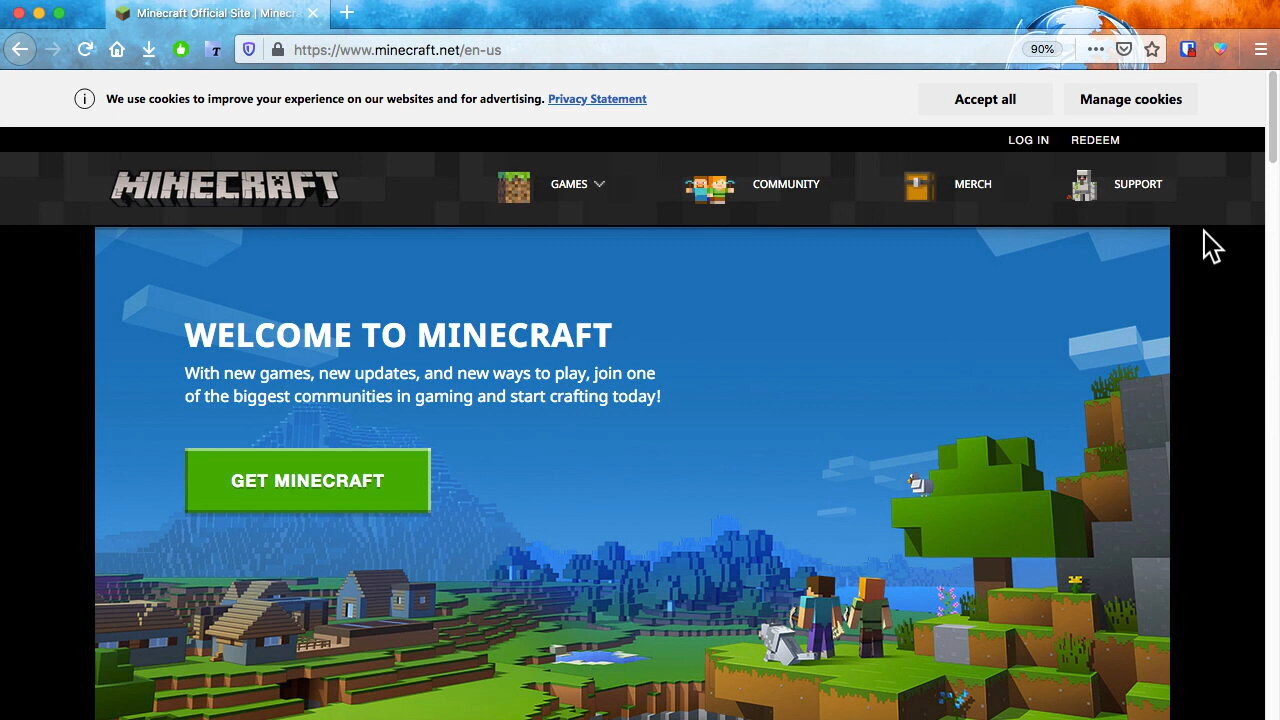 Minecraft Official Site | Minecra
https://www.minecraft.net/en-us
90%
We use cookies to improve your experience on our websites and for advertising. Privacy Statement
Accept all
Manage cookies
LOG IN
REDEEM
MINECRAFT
GAMES
COMMUNITY
MERCH
SUPPORT
WELCOME TO MINECRAFT
With new games, new updates, and new ways to play, join one
of the biggest communities in gaming and start crafting today!
GET MINECRAFT